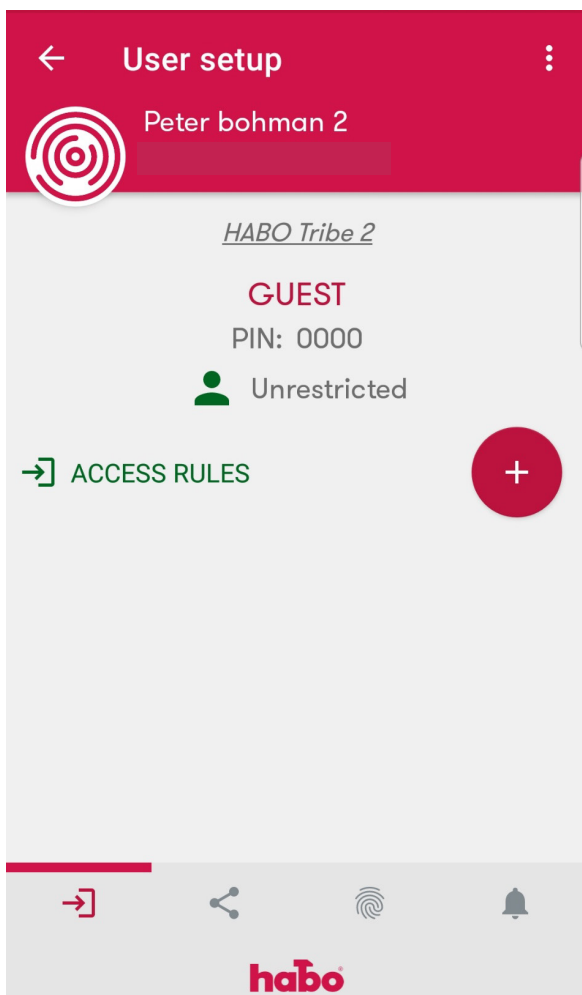 User setup
Peter bohman 2
HABO Tribe 2
GUEST
PIN: 0000
Unrestricted
ACCESS RULES
habo